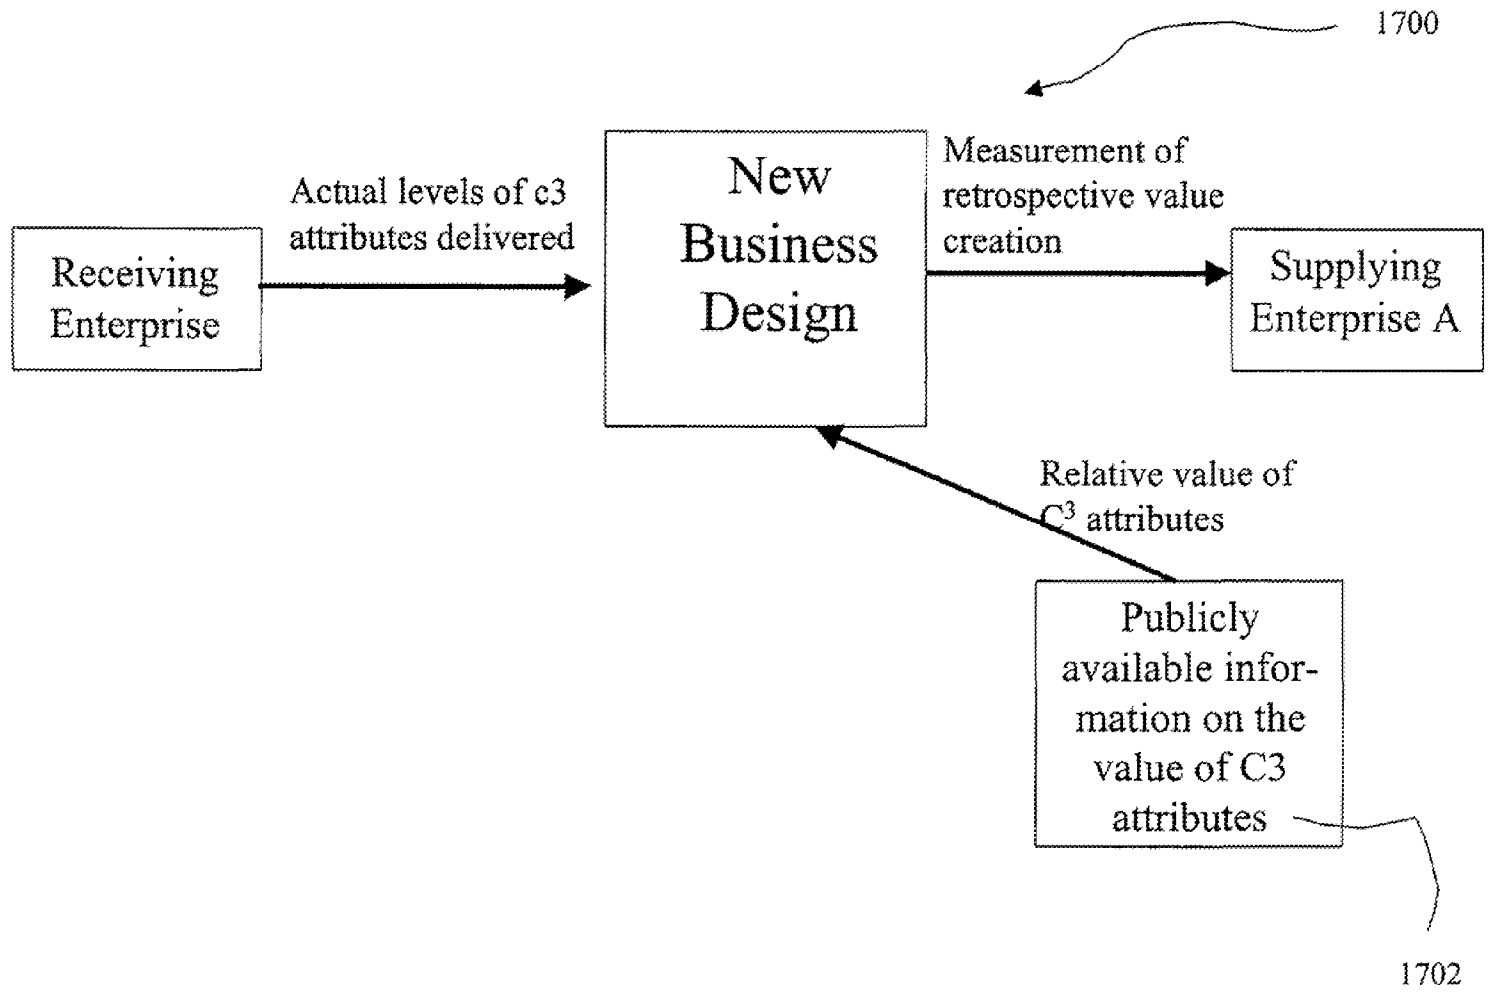 1700
Actual levels of c3
attributes delivered
Receiving
Enterprise
New
Business
Design
Measurement of
retrospective value
creation
Supplying
Enterprise A
Relative value of
C³ attributes
Publicly
available infor-
mation on the
value of C3
attributes
1702